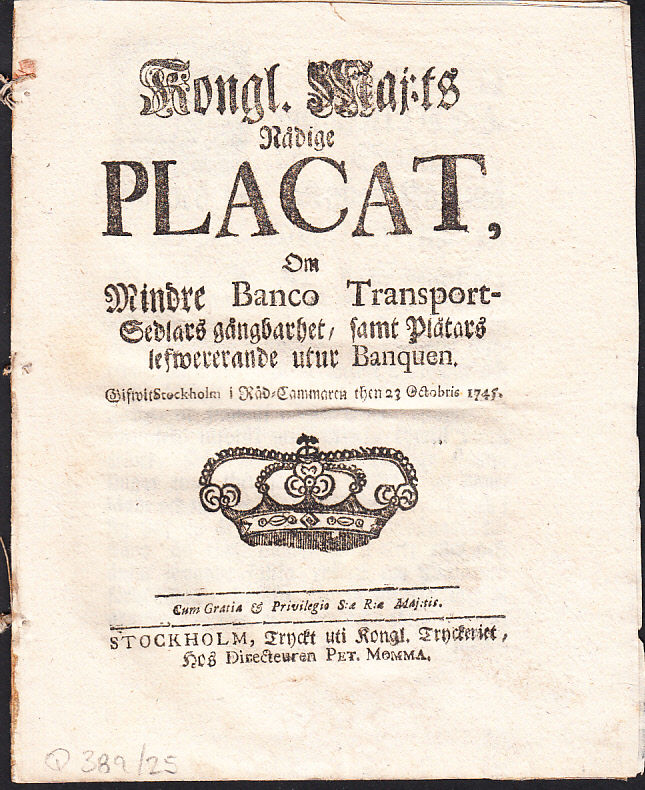 Kongl. Maj:ts
Nådige
PLACAT,
Om
Mindre Banco Transport-
Sedlars gångbarhet, samt Plåtars
lefwererande utur Banquen.
Gifwit Stockholm i Råd-Cammaren then 23 Octobris 1745.
Cum Gratia & Privilegio S:æ R:æ Maj:tis.
STOCKHOLM, Tryckt uti Kongl. Tryckeriet,
Hos Directeuren PET. MOMMA.
Q 389/25